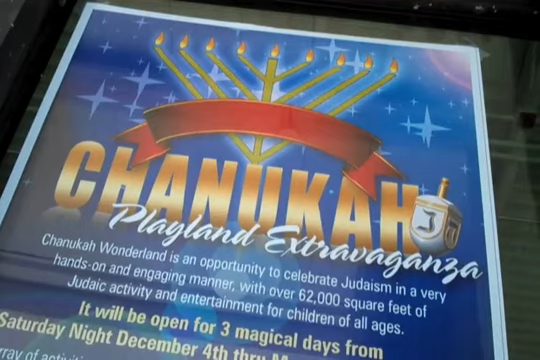 CHANUKAH
Playland Extravaganza
Chanukah Wonderland is an opportunity to celebrate Judaism in a very
hands-on and engaging manner, with over 62,000 square feet of
Judaic activity and entertainment for children of all ages.
It will be open for 3 magical days from
Saturday Night December 4th thru